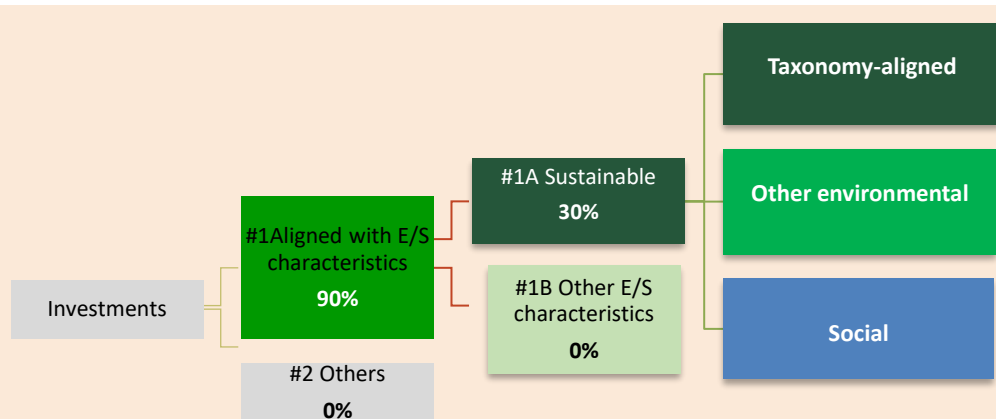 Investments
#1Aligned with E/S
characteristics
90%
#2 Others
0%
#1A Sustainable
30%
#1B Other E/S
characteristics
0%
Taxonomy-aligned
Other environmental
Social